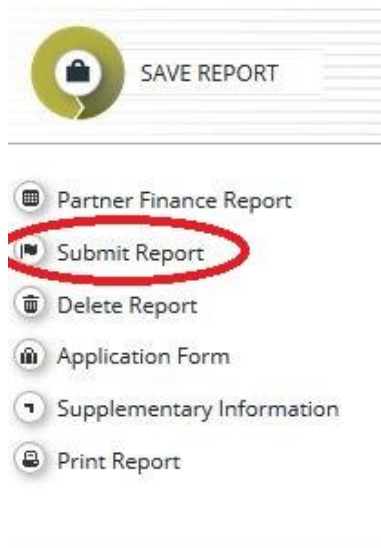 SAVE REPORT
Partner Finance Report
Submit Report
Delete Report
Application Form
Supplementary Information
Print Report